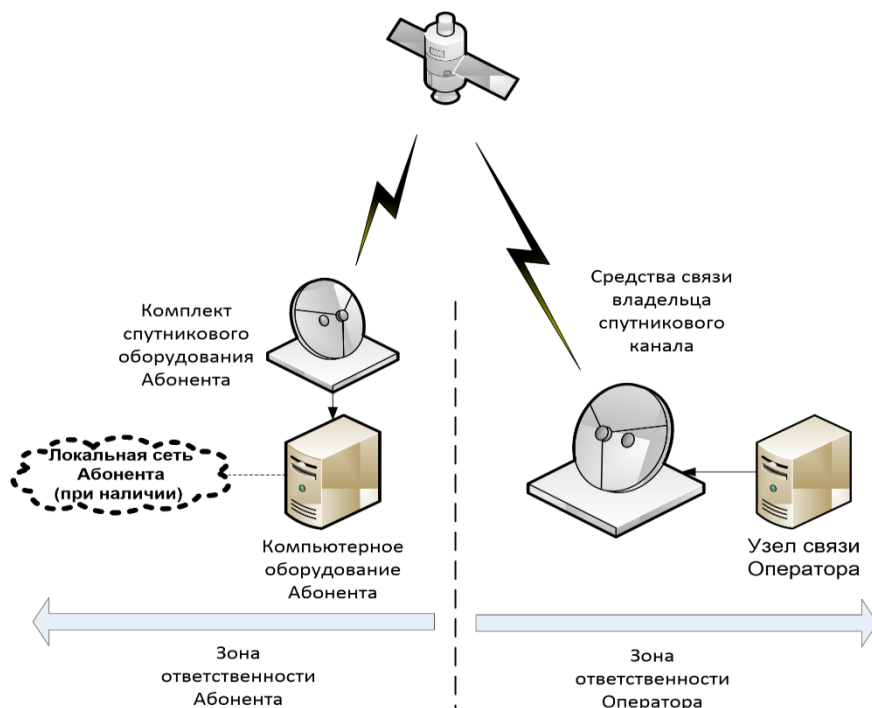 Средства связи
владельца
спутникового
канала
Комплект
спутникового
оборудования
Абонента
Локальная сеть
Абонента
(при наличии)
Компьютерное
оборудование
Абонента
Узел связи
Оператора
Зона
ответственности
Абонента
Зона
ответственности
Оператора